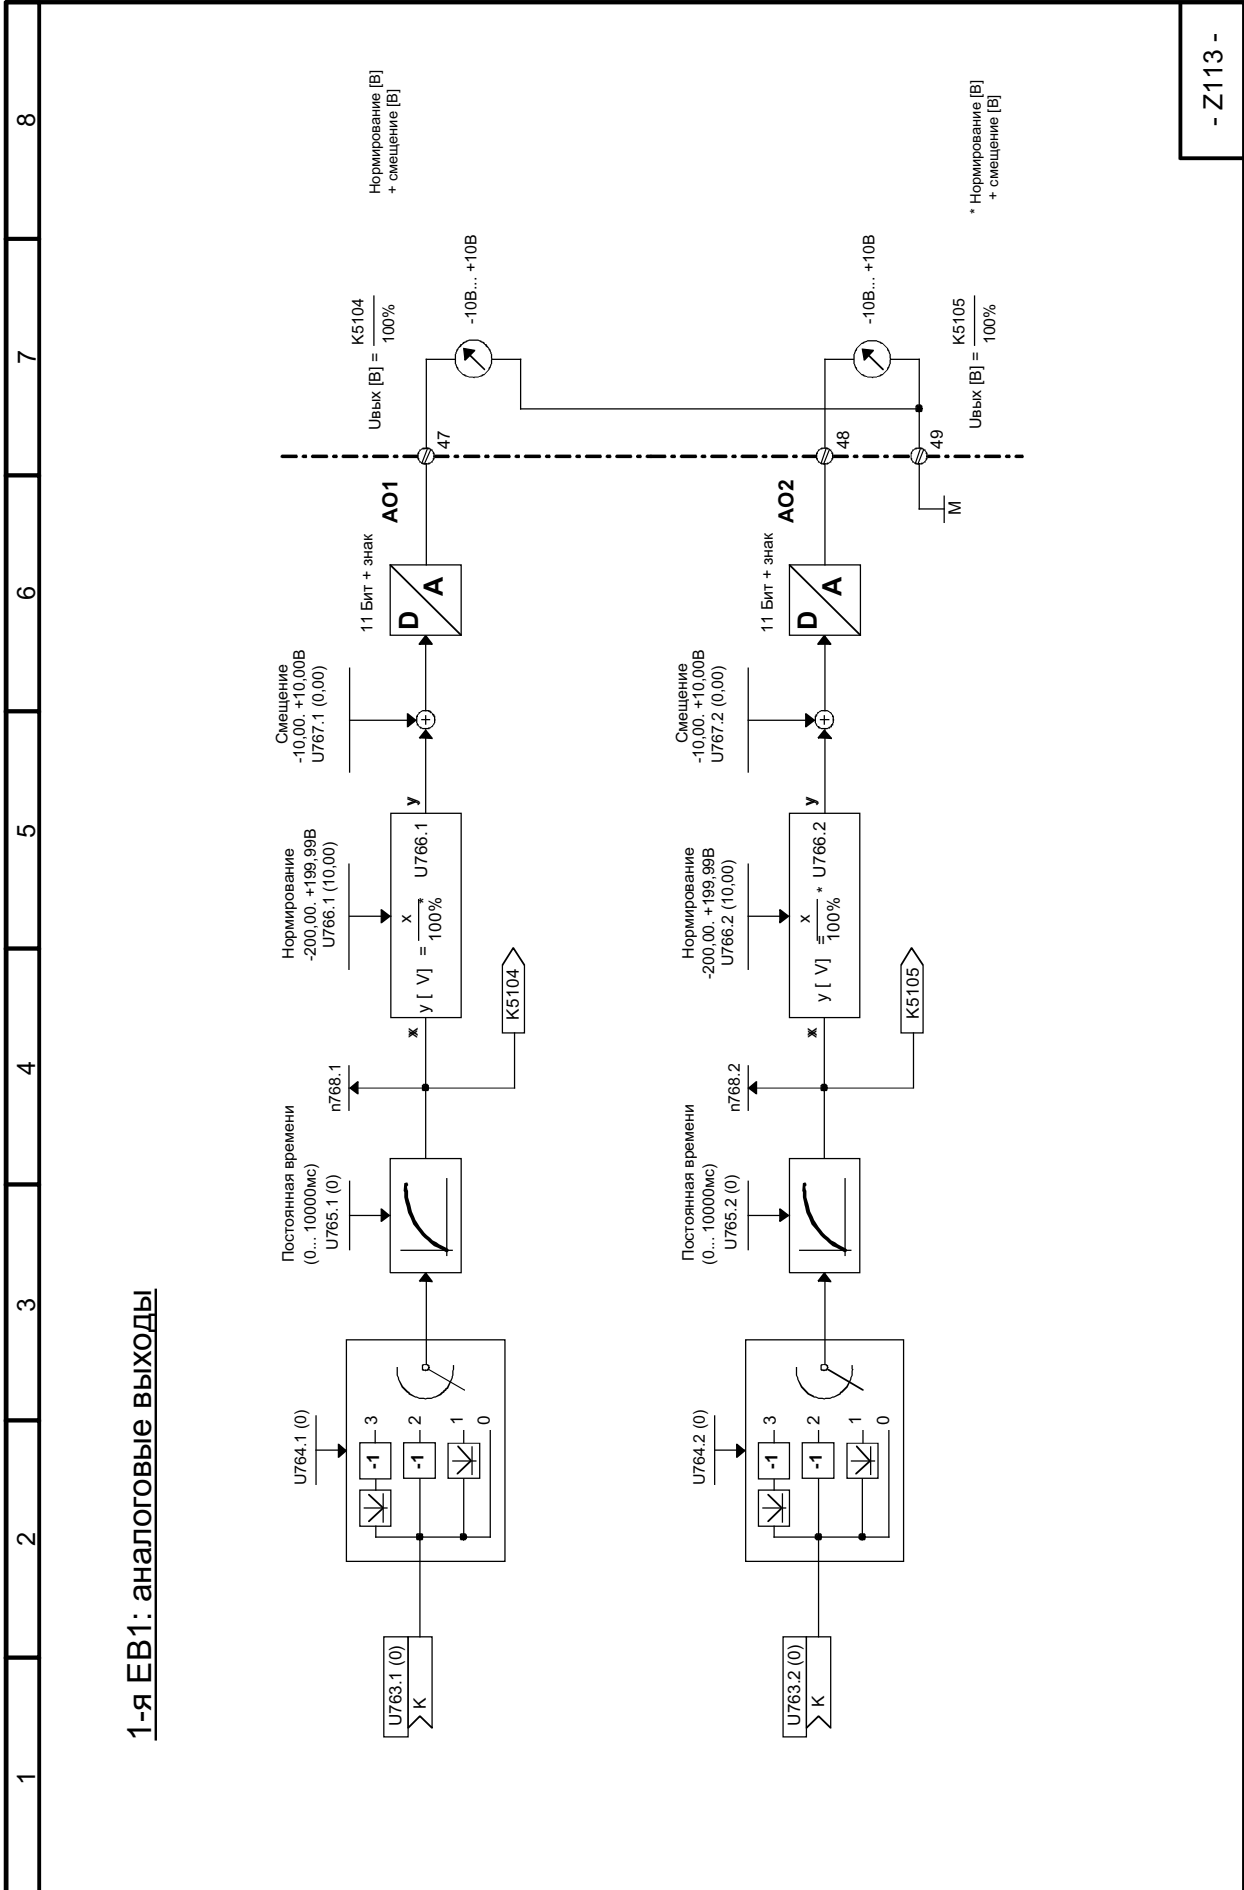 1-я EB1: аналоговые выходы
1 2 3 4 5 6 7 8
U763.1 (0)
K
U764.1 (0)
-1 3
-1 2
1
0
Постоянная времени
(0... 10000мс)
U765.1 (0)
n768.1
K5104
Нормирование
-200,00. +199,99В
U766.1 (10,00)
x
y [ V] = x / 100% * U766.1
y
Смещение
-10,00. +10,00В
U767.1 (0,00)
11 Бит + знак
D
A
AO1
47
Uвых [В] = K5104 / 100%
Нормирование [В]
+ смещение [В]
-10В... +10В
U763.2 (0)
K
U764.2 (0)
-1 3
-1 2
1
0
Постоянная времени
(0... 10000мс)
U765.2 (0)
n768.2
K5105
Нормирование
-200,00. +199,99В
U766.2 (10,00)
x
y [ V] = x / 100% * U766.2
y
Смещение
-10,00. +10,00В
U767.2 (0,00)
11 Бит + знак
D
A
AO2
48
-10В... +10В
49
M
Uвых [В] = K5105 / 100%
* Нормирование [В]
+ смещение [В]
- Z113 -